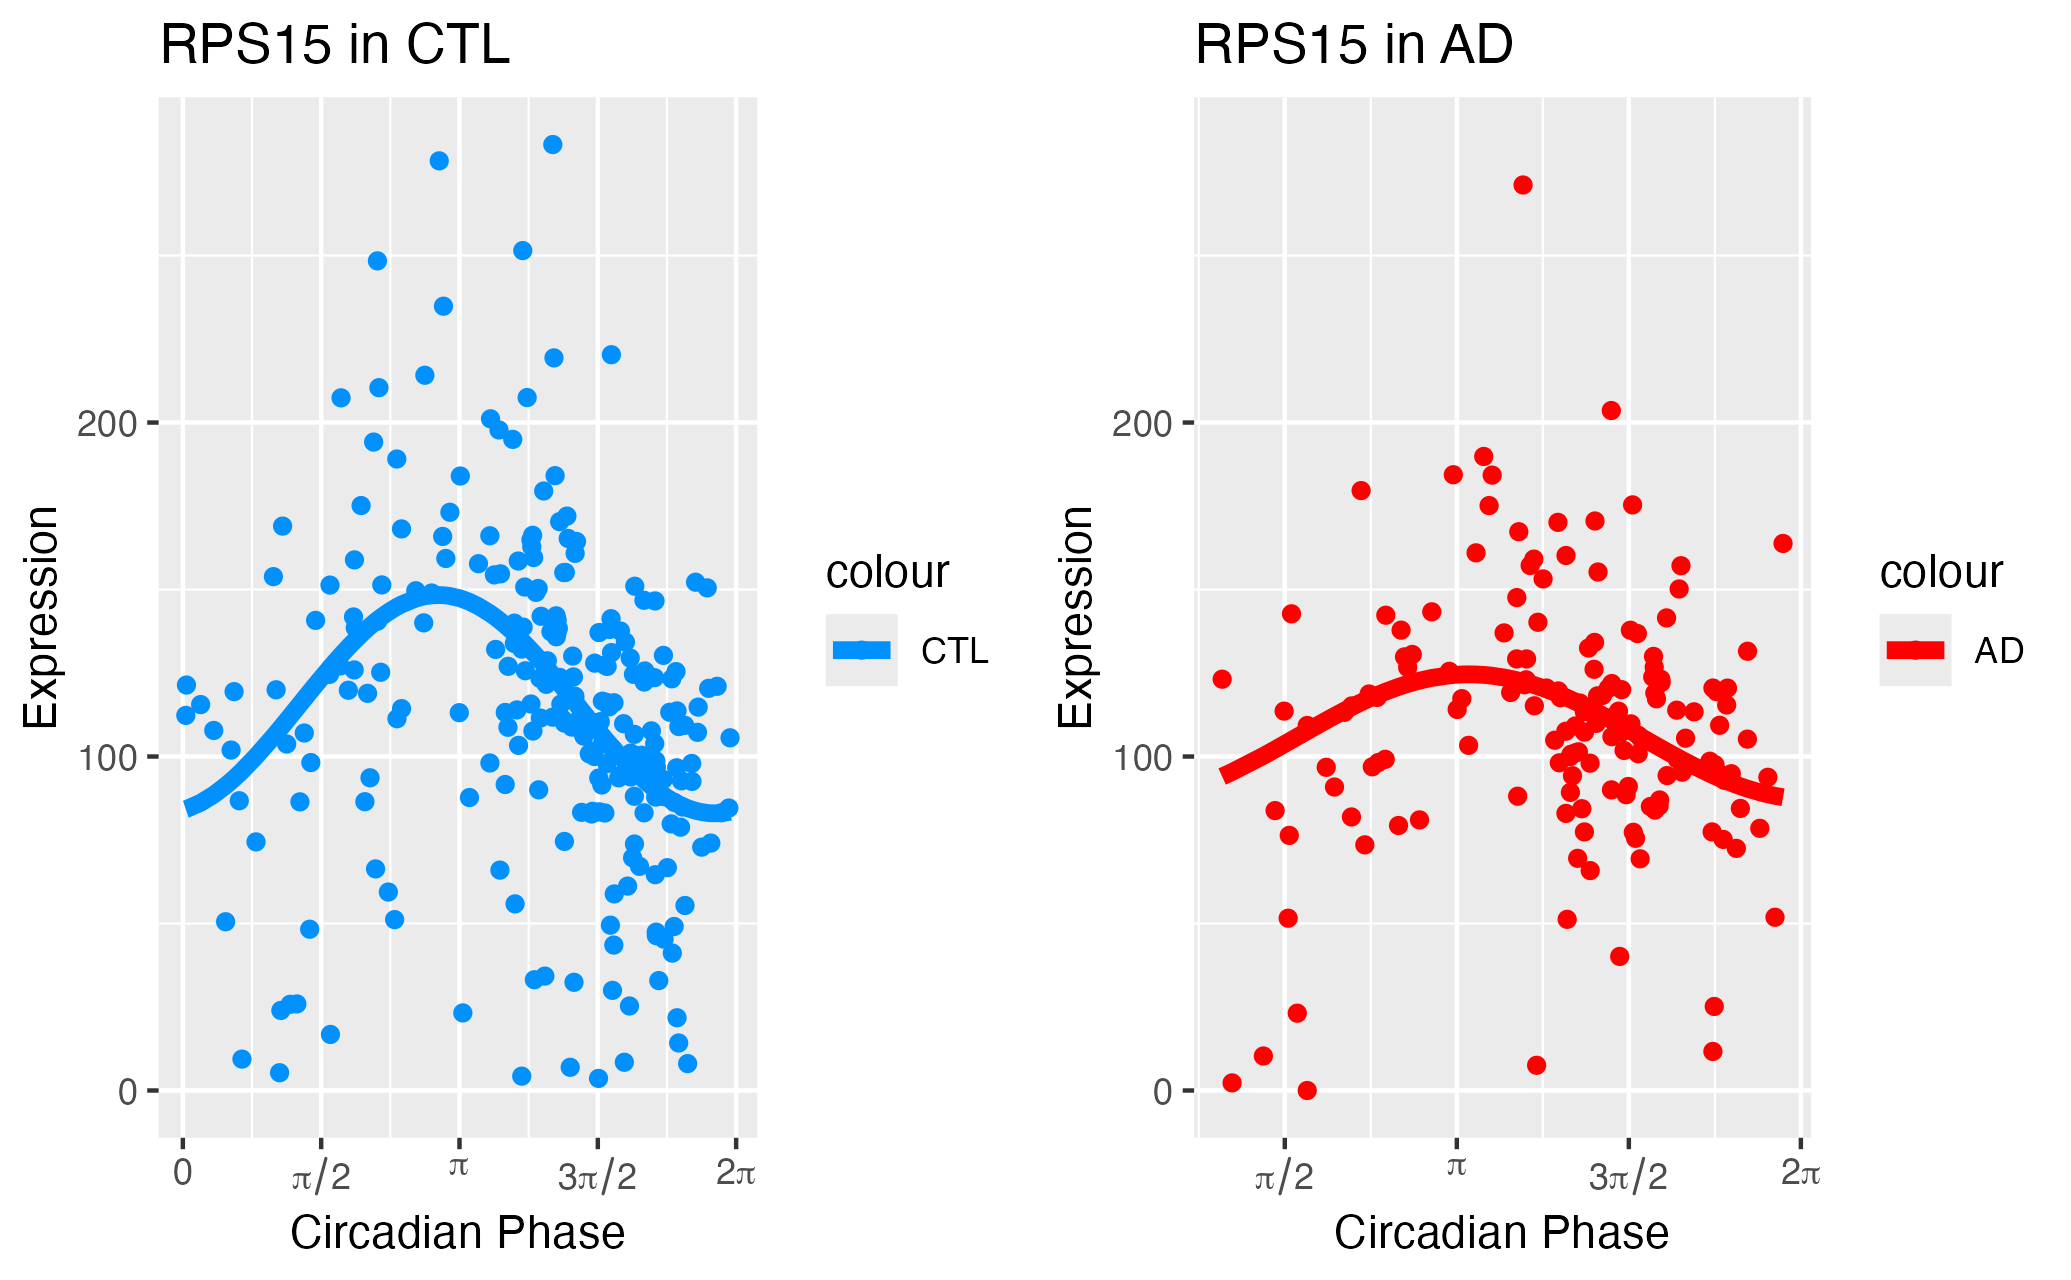 RPS15 in CTL
Expression
200
100
0
0 π/2 π 3π/2 2π
Circadian Phase
colour
CTL
RPS15 in AD
Expression
200
100
0
π/2 π 3π/2 2π
Circadian Phase
colour
AD